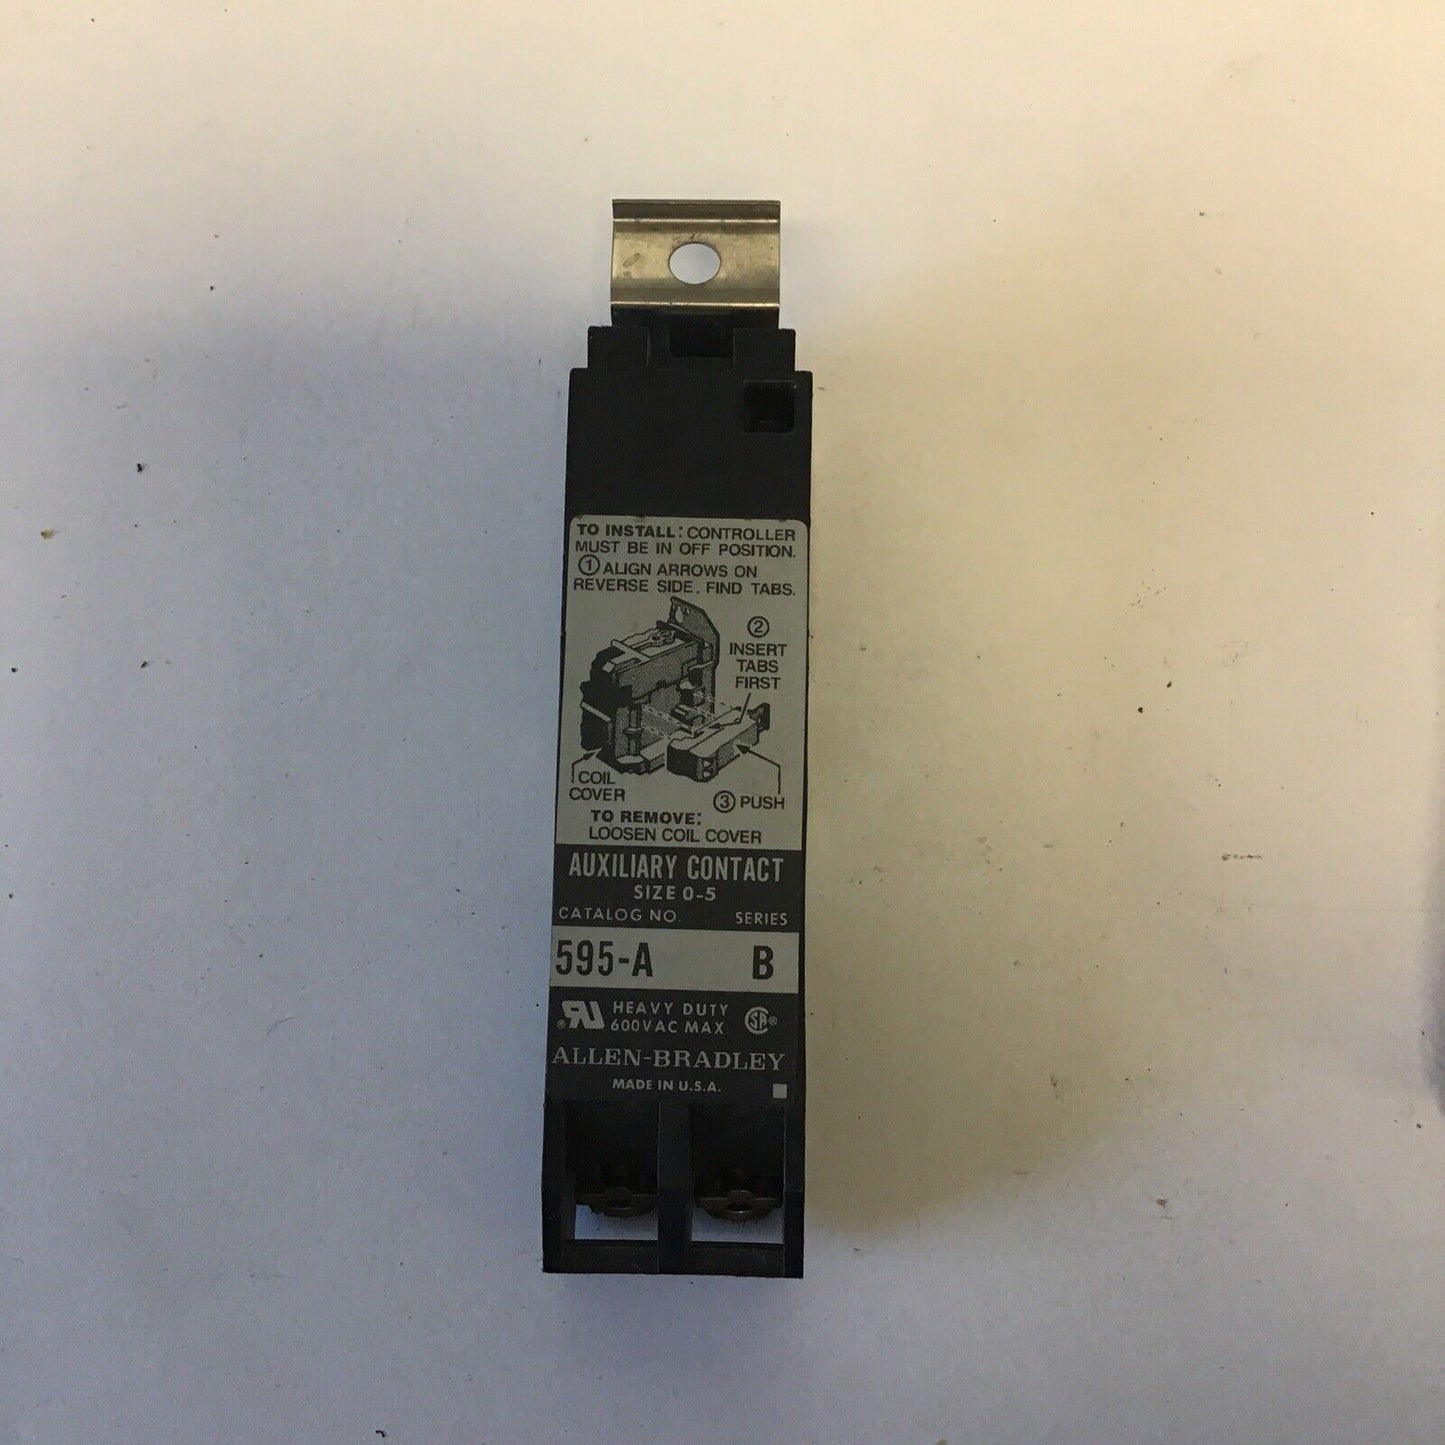 TO INSTALL: CONTROLLER
MUST BE IN OFF POSITION.
① ALIGN ARROWS ON
REVERSE SIDE. FIND TABS.
②
INSERT
TABS
FIRST
COIL
COVER
③ PUSH
TO REMOVE:
LOOSEN COIL COVER
AUXILIARY CONTACT
SIZE 0-5
CATALOG NO. SERIES
595-A B
HEAVY DUTY
600VAC MAX
ALLEN-BRADLEY
MADE IN U.S.A.